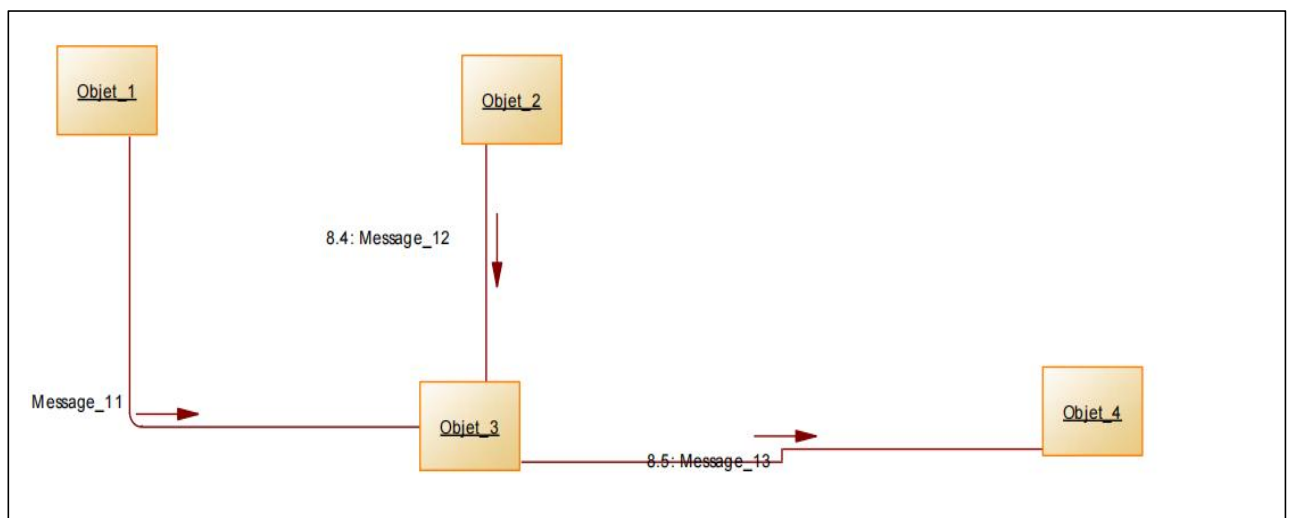 Objet_1
Objet_2
8.4: Message_12
Message_11
Objet_3
Objet_4
8.5: Message_13